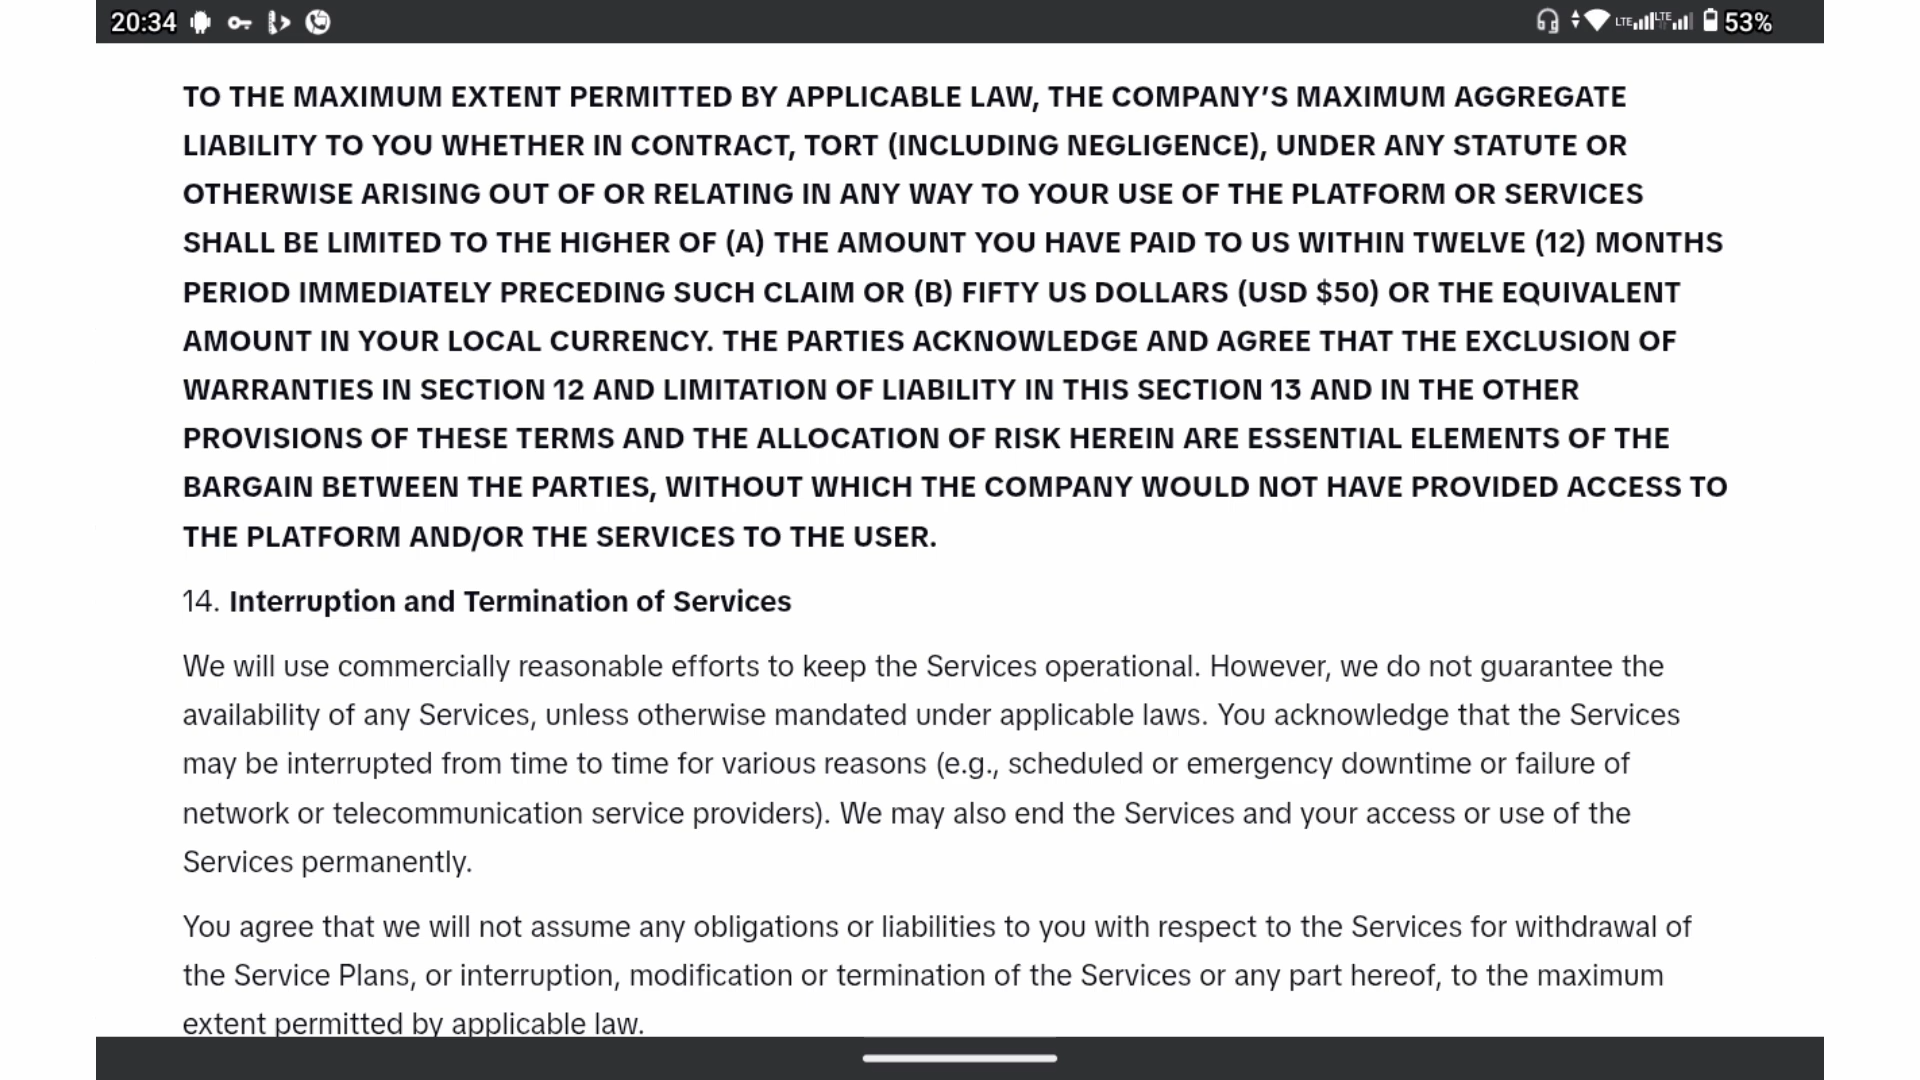 20:34
LTE LTE 53%
TO THE MAXIMUM EXTENT PERMITTED BY APPLICABLE LAW, THE COMPANY’S MAXIMUM AGGREGATE
LIABILITY TO YOU WHETHER IN CONTRACT, TORT (INCLUDING NEGLIGENCE), UNDER ANY STATUTE OR
OTHERWISE ARISING OUT OF OR RELATING IN ANY WAY TO YOUR USE OF THE PLATFORM OR SERVICES
SHALL BE LIMITED TO THE HIGHER OF (A) THE AMOUNT YOU HAVE PAID TO US WITHIN TWELVE (12) MONTHS
PERIOD IMMEDIATELY PRECEDING SUCH CLAIM OR (B) FIFTY US DOLLARS (USD $50) OR THE EQUIVALENT
AMOUNT IN YOUR LOCAL CURRENCY. THE PARTIES ACKNOWLEDGE AND AGREE THAT THE EXCLUSION OF
WARRANTIES IN SECTION 12 AND LIMITATION OF LIABILITY IN THIS SECTION 13 AND IN THE OTHER
PROVISIONS OF THESE TERMS AND THE ALLOCATION OF RISK HEREIN ARE ESSENTIAL ELEMENTS OF THE
BARGAIN BETWEEN THE PARTIES, WITHOUT WHICH THE COMPANY WOULD NOT HAVE PROVIDED ACCESS TO
THE PLATFORM AND/OR THE SERVICES TO THE USER.
14. Interruption and Termination of Services
We will use commercially reasonable efforts to keep the Services operational. However, we do not guarantee the
availability of any Services, unless otherwise mandated under applicable laws. You acknowledge that the Services
may be interrupted from time to time for various reasons (e.g., scheduled or emergency downtime or failure of
network or telecommunication service providers). We may also end the Services and your access or use of the
Services permanently.
You agree that we will not assume any obligations or liabilities to you with respect to the Services for withdrawal of
the Service Plans, or interruption, modification or termination of the Services or any part hereof, to the maximum
extent permitted by applicable law.